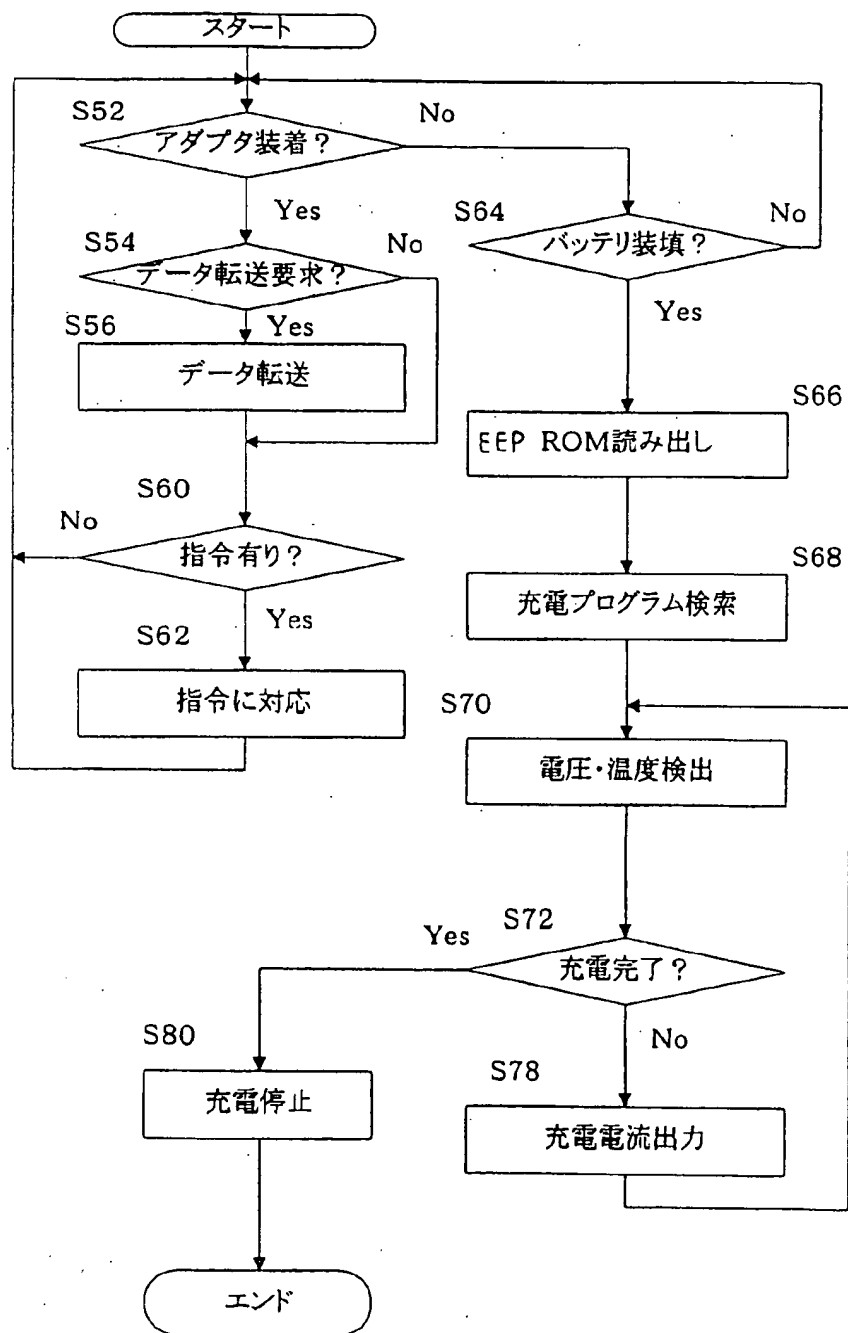 スタート
S52
アダプタ装着?
No
Yes
S54
データ転送要求?
No
Yes
S56
データ転送
S60
No
指令有り?
Yes
S62
指令に対応
S64
バッテリ装填?
No
Yes
S66
EEP ROM読み出し
S68
充電プログラム検索
S70
電圧・温度検出
S72
Yes
充電完了?
No
S80
充電停止
S78
充電電流出力
エンド